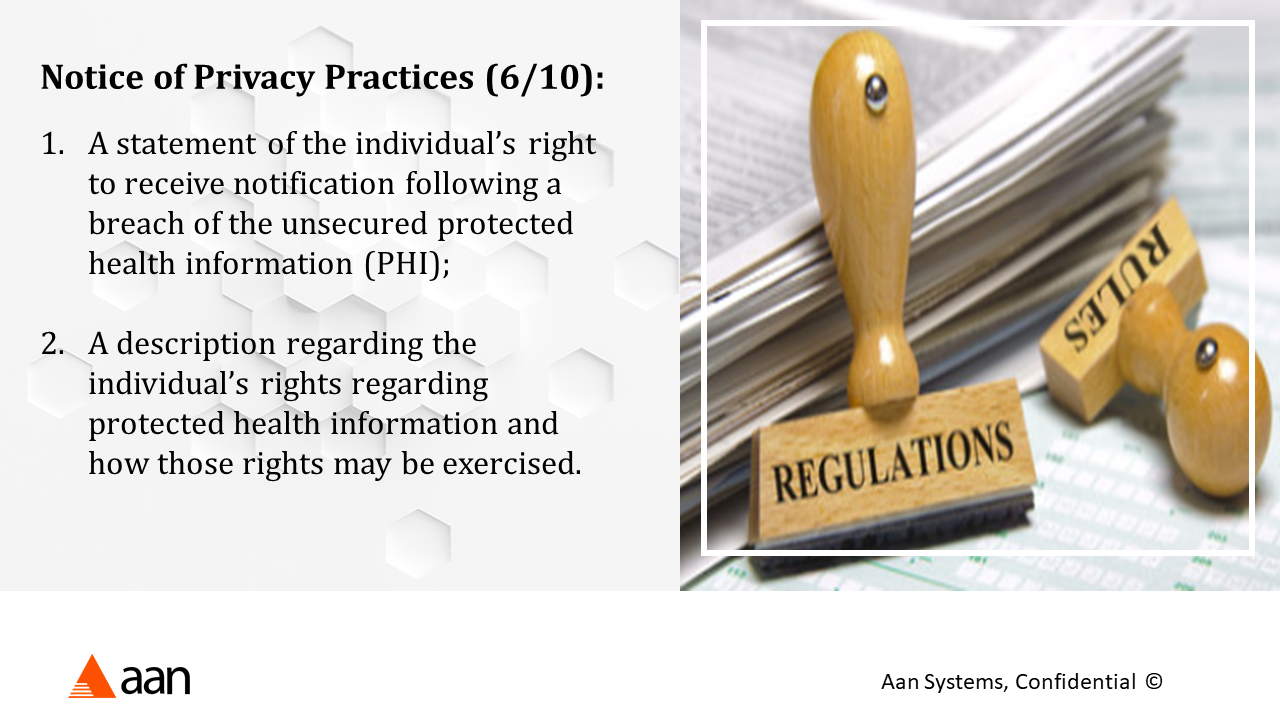 Notice of Privacy Practices (6/10):
1. A statement of the individual’s right
to receive notification following a
breach of the unsecured protected
health information (PHI);
2. A description regarding the
individual’s rights regarding
protected health information and
how those rights may be exercised.
RULES
REGULATIONS
aan
Aan Systems, Confidential ©